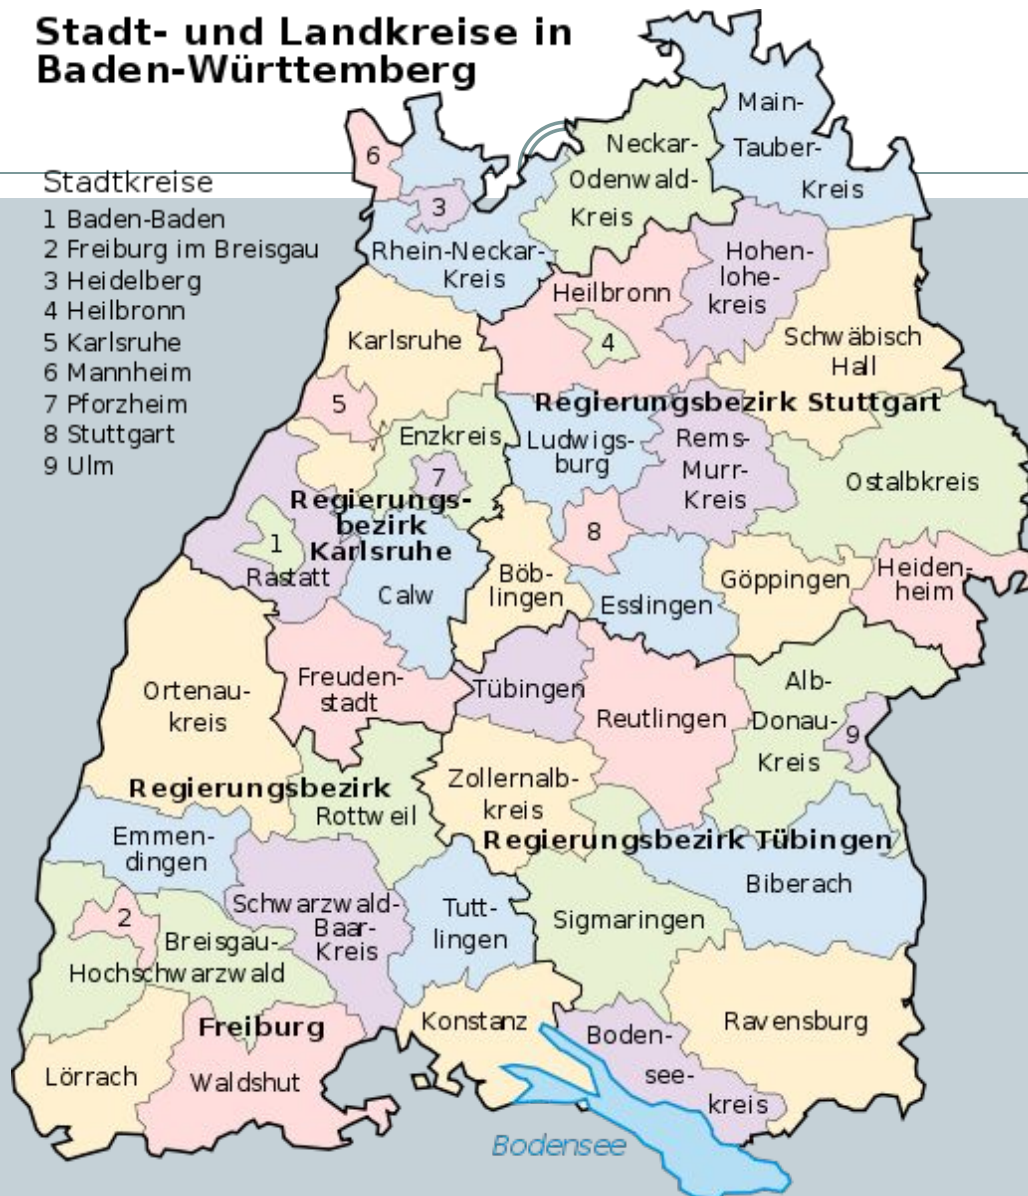 Stadt- und Landkreise in
Baden-Württemberg
Stadtkreise
1 Baden-Baden
2 Freiburg im Breisgau
3 Heidelberg
4 Heilbronn
5 Karlsruhe
6 Mannheim
7 Pforzheim
8 Stuttgart
9 Ulm
Main-
Tauber-
Kreis
Neckar-
Odenwald-
Kreis
6
3
Rhein-Neckar-
Kreis
Hohen-
lohe-
kreis
Heilbronn
4
Karlsruhe
Schwäbisch
Hall
5
Regierungsbezirk Stuttgart
Enzkreis
Ludwigs-
burg
Rems-
Murr-
Kreis
Ostalbkreis
7
Regierungs-
bezirk
Karlsruhe
8
1
Rastatt
Calw
Böb-
lingen
Esslingen
Göppingen
Heiden-
heim
Ortenau-
kreis
Freuden-
stadt
Tübingen
Reutlingen
Alb-
Donau-
Kreis
9
Regierungsbezirk
Rottweil
Zollernalb-
kreis
Regierungsbezirk Tübingen
Emmen-
dingen
Biberach
2
Breisgau-
Hochschwarzwald
Schwarzwald-
Baar-
Kreis
Tutt-
lingen
Sigmaringen
Freiburg
Konstanz
Boden-
see-
kreis
Ravensburg
Lörrach
Waldshut
Bodensee